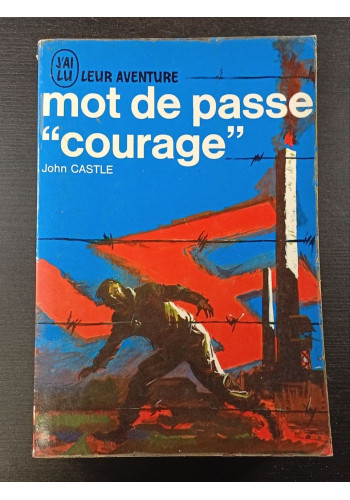 J'AI
LU
LEUR AVENTURE
mot de passe
“courage”
John CASTLE